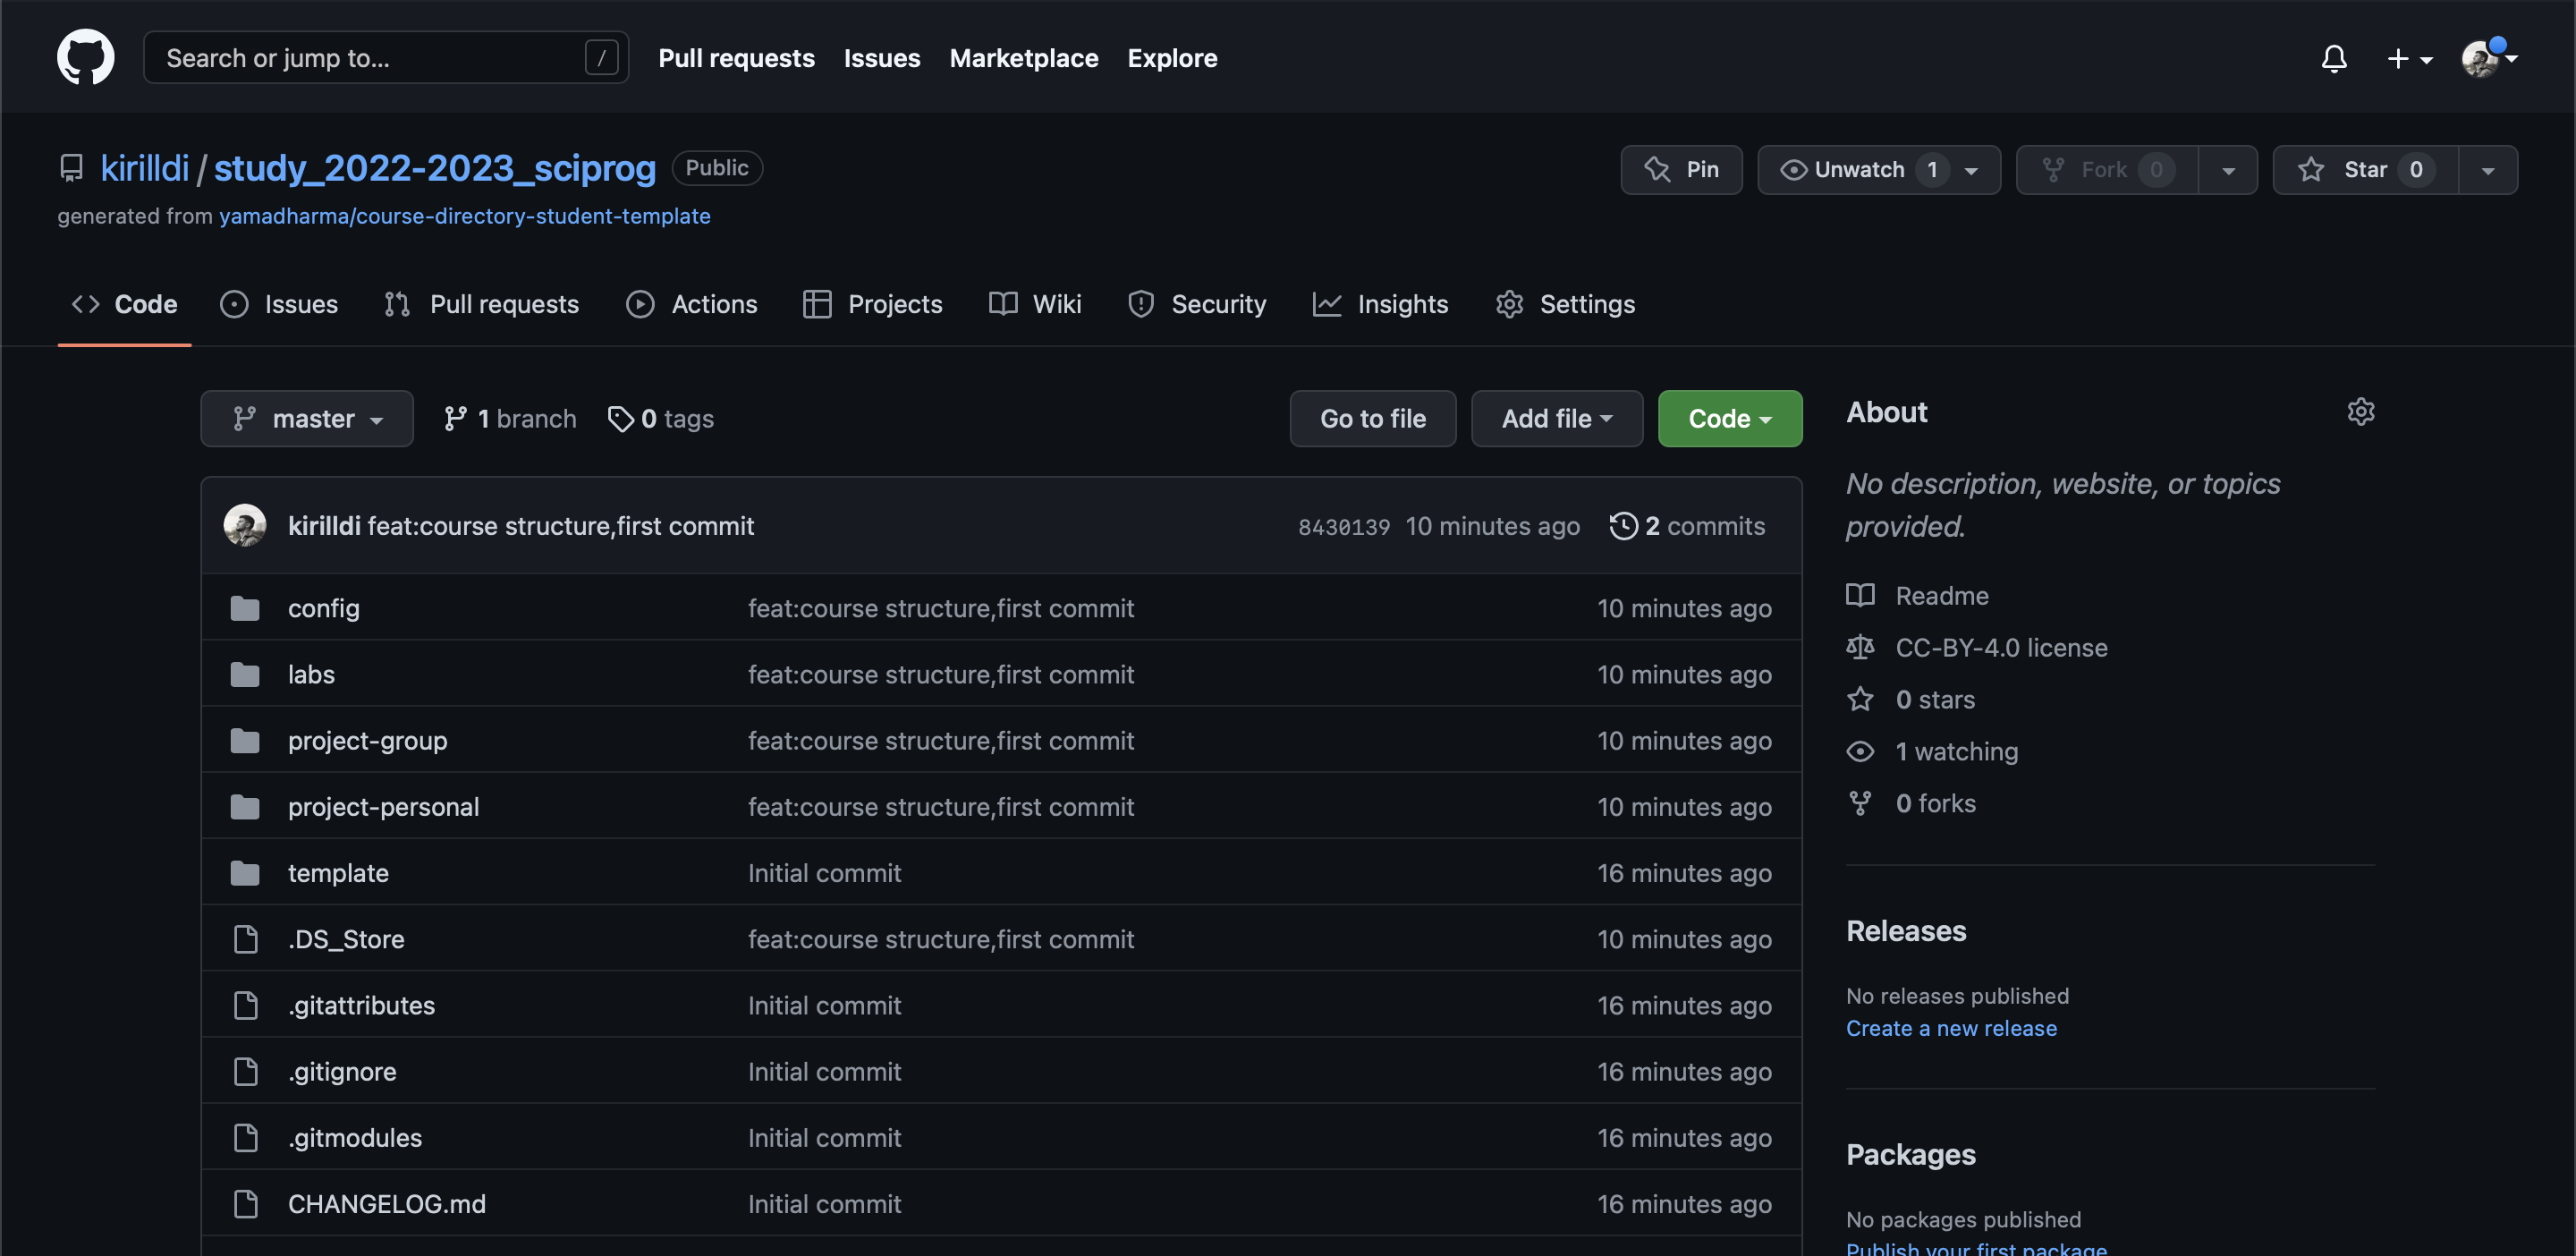 Search or jump to... / Pull requests Issues Marketplace Explore
kirilldi / study_2022-2023_sciprog Public Pin Unwatch 1 Fork 0 Star 0
generated from yamadharma/course-directory-student-template
Code Issues Pull requests Actions Projects Wiki Security Insights Settings
master 1 branch 0 tags Go to file Add file Code
kirilldi feat:course structure,first commit 8430139 10 minutes ago 2 commits
config feat:course structure,first commit 10 minutes ago
labs feat:course structure,first commit 10 minutes ago
project-group feat:course structure,first commit 10 minutes ago
project-personal feat:course structure,first commit 10 minutes ago
template Initial commit 16 minutes ago
.DS_Store feat:course structure,first commit 10 minutes ago
.gitattributes Initial commit 16 minutes ago
.gitignore Initial commit 16 minutes ago
.gitmodules Initial commit 16 minutes ago
CHANGELOG.md Initial commit 16 minutes ago
About
No description, website, or topics
provided.
Readme
CC-BY-4.0 license
0 stars
1 watching
0 forks
Releases
No releases published
Create a new release
Packages
No packages published
Publish your first package